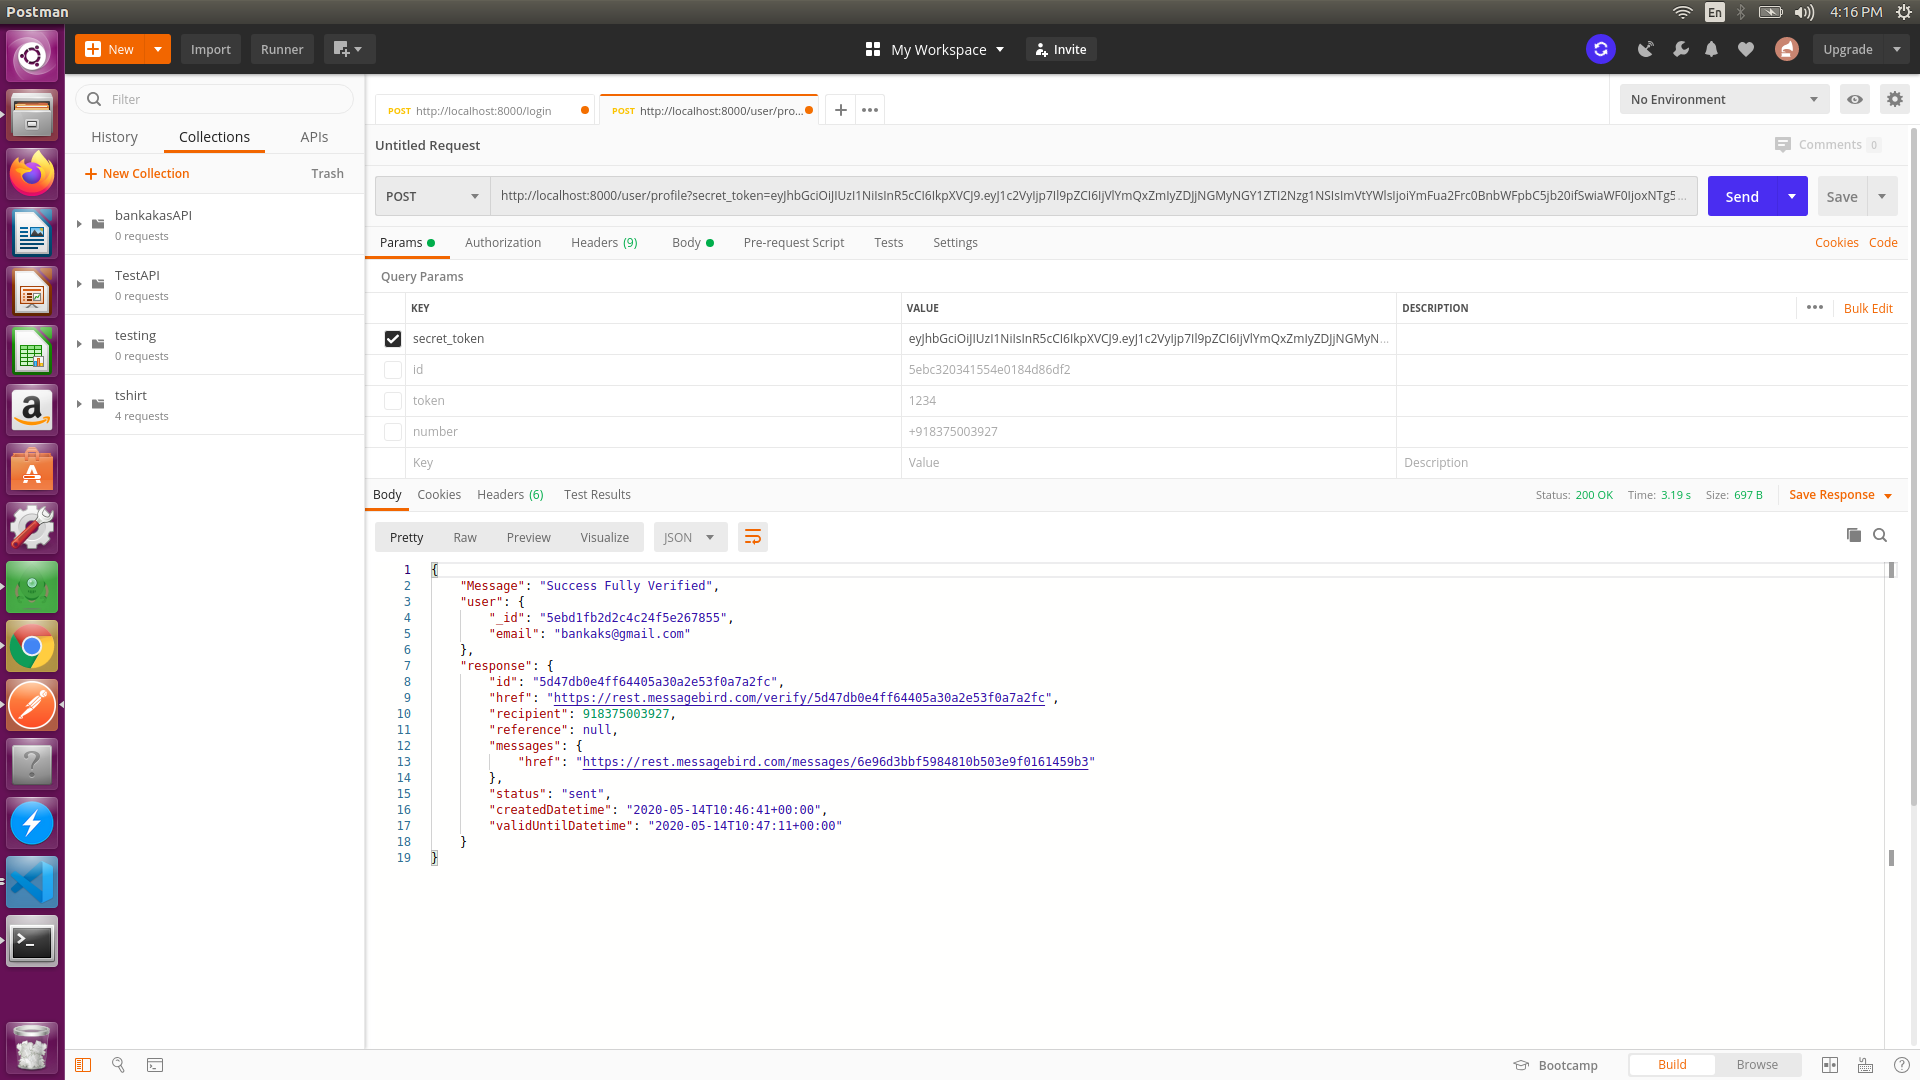 Postman
En
4:16 PM
New
Import
Runner
My Workspace
Invite
Upgrade
Filter
History
Collections
APIs
+ New Collection
Trash
bankakasAPI
0 requests
TestAPI
0 requests
testing
0 requests
tshirt
4 requests
POST http://localhost:8000/login
POST http://localhost:8000/user/pro...
No Environment
Untitled Request
Comments 0
POST
http://localhost:8000/user/profile?secret_token=eyJhbGciOiJIUzI1NiIsInR5cCI6IkpXVCJ9.eyJ1c2VyIjp7Il9pZCI6IjVlYmQxZmIyZDJjNGMyNGY1ZTI2Nzg1NSIsImVtYWlsIjoiYmFua2Frc0BnbWFpbC5jb20ifSwiaWF0IjoxNTg5...
Send
Save
Params
Authorization
Headers (9)
Body
Pre-request Script
Tests
Settings
Cookies
Code
Query Params
KEY
VALUE
DESCRIPTION
Bulk Edit
secret_token
eyJhbGciOiJIUzI1NiIsInR5cCI6IkpXVCJ9.eyJ1c2VyIjp7Il9pZCI6IjVlYmQxZmIyZDJjNGMyN...
id
5ebc320341554e0184d86df2
token
1234
number
+918375003927
Key
Value
Description
Body
Cookies
Headers (6)
Test Results
Status: 200 OK
Time: 3.19 s
Size: 697 B
Save Response
Pretty
Raw
Preview
Visualize
JSON
1 {
2 "Message": "Success Fully Verified",
3 "user": {
4 "_id": "5ebd1fb2d2c4c24f5e267855",
5 "email": "bankaks@gmail.com"
6 },
7 "response": {
8 "id": "5d47db0e4ff64405a30a2e53f0a7a2fc",
9 "href": "https://rest.messagebird.com/verify/5d47db0e4ff64405a30a2e53f0a7a2fc",
10 "recipient": 918375003927,
11 "reference": null,
12 "messages": {
13 "href": "https://rest.messagebird.com/messages/6e96d3bbf5984810b503e9f0161459b3"
14 },
15 "status": "sent",
16 "createdDatetime": "2020-05-14T10:46:41+00:00",
17 "validUntilDatetime": "2020-05-14T10:47:11+00:00"
18 }
19 }
Bootcamp
Build
Browse